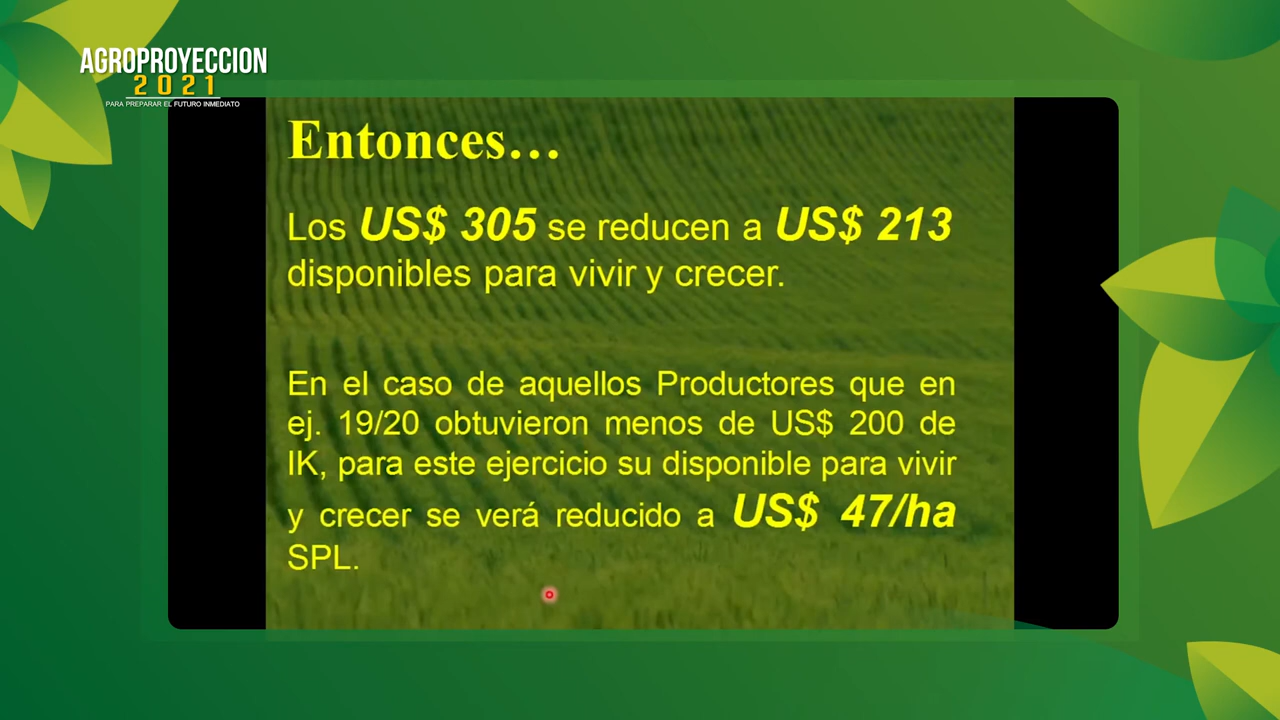 AGROPROYECCION
2021
PARA PREPARAR EL FUTURO INMEDIATO
Entonces…
Los US$ 305 se reducen a US$ 213
disponibles para vivir y crecer.
En el caso de aquellos Productores que en
ej. 19/20 obtuvieron menos de US$ 200 de
IK, para este ejercicio su disponible para vivir
y crecer se verá reducido a US$ 47/ha
SPL.